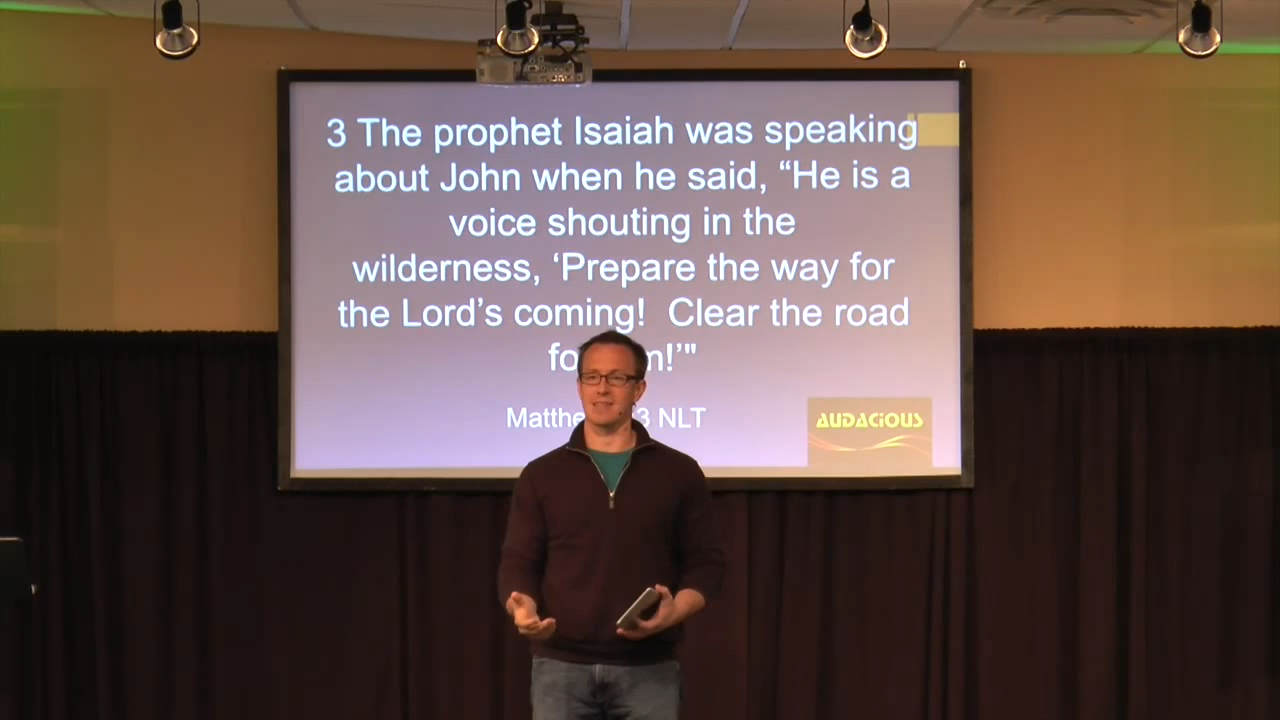 3 The prophet Isaiah was speaking
about John when he said, “He is a
voice shouting in the
wilderness, ‘Prepare the way for
the Lord’s coming!  Clear the road
!’"
3 NLT
AUDACIOUS